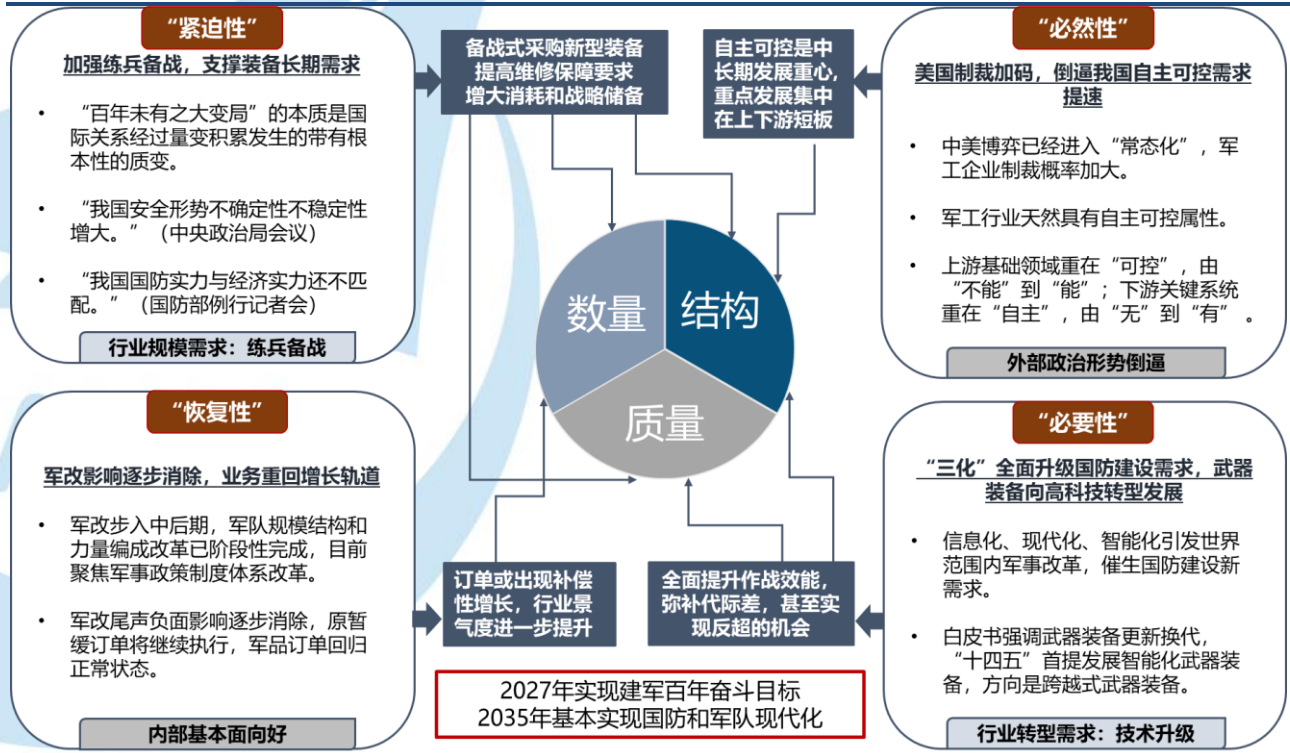 “紧迫性”
加强练兵备战，支撑装备长期需求
• “百年未有之大变局”的本质是国
际关系经过量变积累发生的带有根
本性的质变。
• “我国安全形势不确定性不稳定性
增大。”（中央政治局会议）
• “我国国防实力与经济实力还不匹
配。”（国防部例行记者会）
行业规模需求：练兵备战
备战式采购新型装备
提高维修保障要求
增大消耗和战略储备
自主可控是中
长期发展重心，
重点发展集中
在上下游短板
“必然性”
美国制裁加码，倒逼我国自主可控需求
提速
• 中美博弈已经进入“常态化”，军
工企业制裁概率加大。
• 军工行业天然具有自主可控属性。
• 上游基础领域重在“可控”，由
“不能”到“能”；下游关键系统
重在“自主”，由“无”到“有”。
外部政治形势倒逼
数量
结构
质量
“恢复性”
军改影响逐步消除，业务重回增长轨道
• 军改步入中后期，军队规模结构和
力量编成改革已阶段性完成，目前
聚焦军事政策制度体系改革。
• 军改尾声负面影响逐步消除，原暂
缓订单将继续执行，军品订单回归
正常状态。
内部基本面向好
订单或出现补偿
性增长，行业景
气度进一步提升
全面提升作战效能，
弥补代际差，甚至实
现反超的机会
“必要性”
“三化”全面升级国防建设需求，武器
装备向高科技转型发展
• 信息化、现代化、智能化引发世界
范围内军事改革，催生国防建设新
需求。
• 白皮书强调武器装备更新换代，
“十四五”首提发展智能化武器装
备，方向是跨越式武器装备。
行业转型需求：技术升级
2027年实现建军百年奋斗目标
2035年基本实现国防和军队现代化